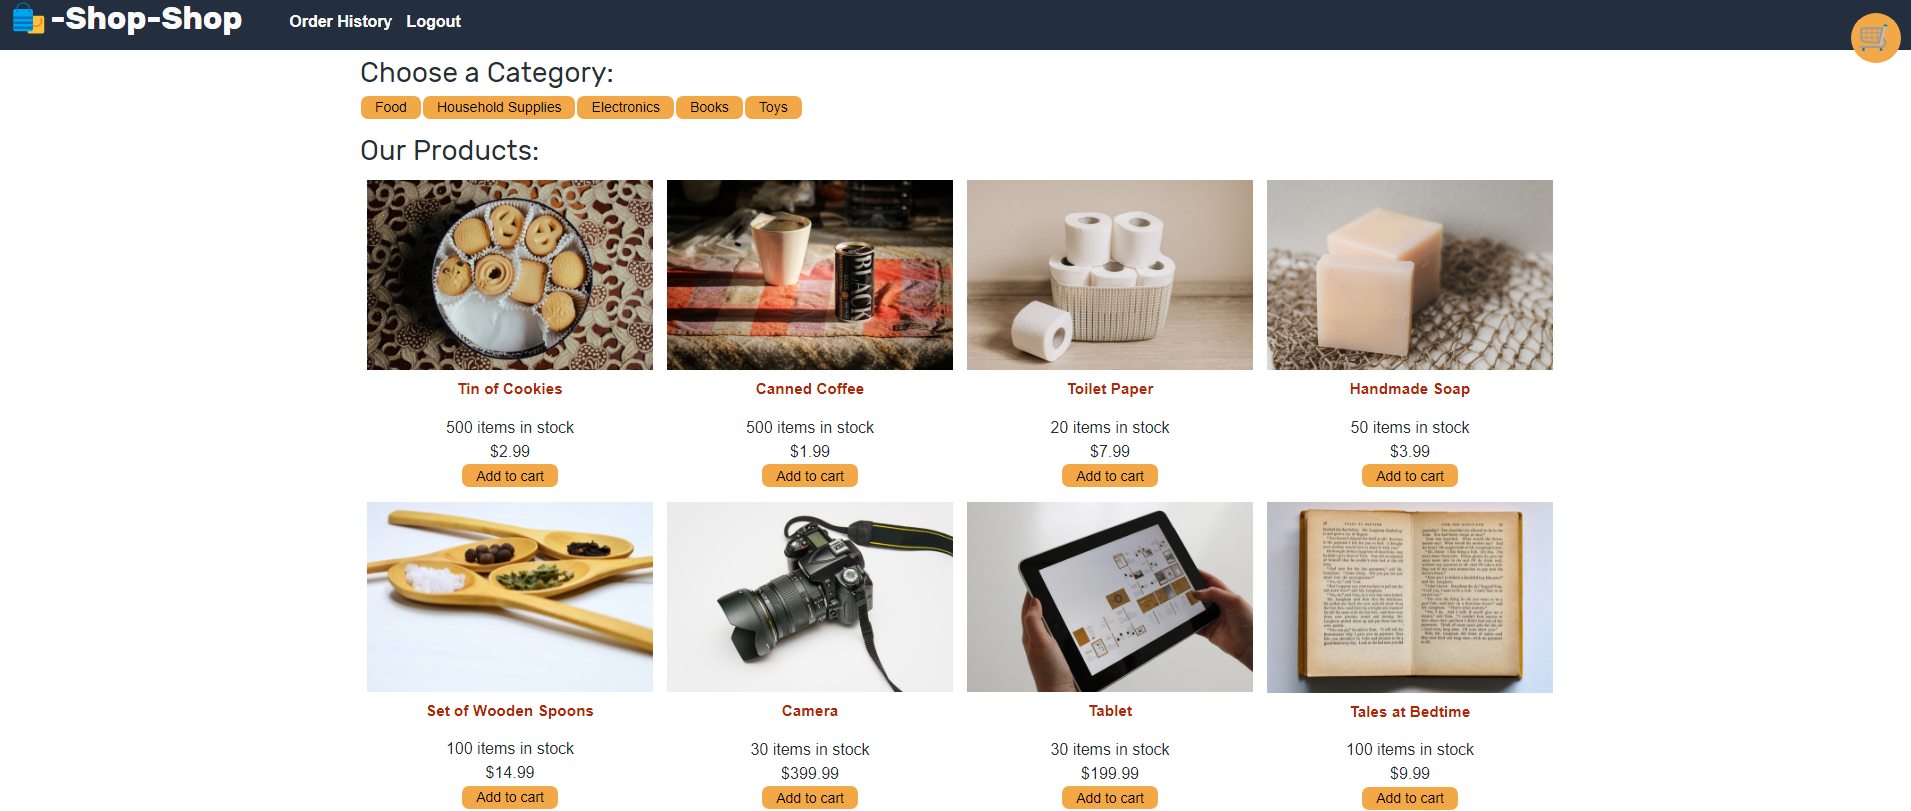 -Shop-Shop
Order History Logout
Choose a Category:
Food Household Supplies Electronics Books Toys
Our Products:
BLACK
Tin of Cookies Canned Coffee Toilet Paper Handmade Soap
500 items in stock 500 items in stock 20 items in stock 50 items in stock
$2.99 $1.99 $7.99 $3.99
Add to cart Add to cart Add to cart Add to cart
Set of Wooden Spoons Camera Tablet Tales at Bedtime
100 items in stock 30 items in stock 30 items in stock 100 items in stock
$14.99 $399.99 $199.99 $9.99
Add to cart Add to cart Add to cart Add to cart